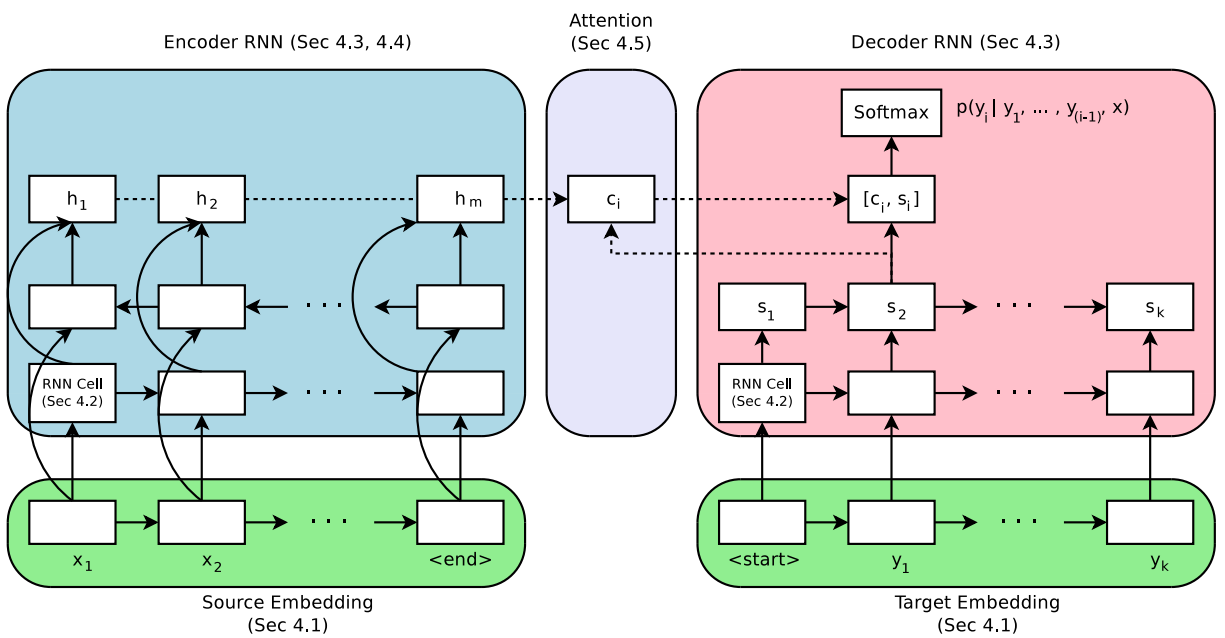 Attention
(Sec 4.5)
Encoder RNN (Sec 4.3, 4.4)
Decoder RNN (Sec 4.3)
Softmax
p(y_i | y_1, ... , y_(i-1), x)
h_1
h_2
h_m
c_i
[c_i, s_i]
. . .
s_1
s_2
. . .
s_k
RNN Cell
(Sec 4.2)
. . .
RNN Cell
(Sec 4.2)
. . .
. . .
. . .
x_1
x_2
<end>
<start>
y_1
y_k
Source Embedding
(Sec 4.1)
Target Embedding
(Sec 4.1)